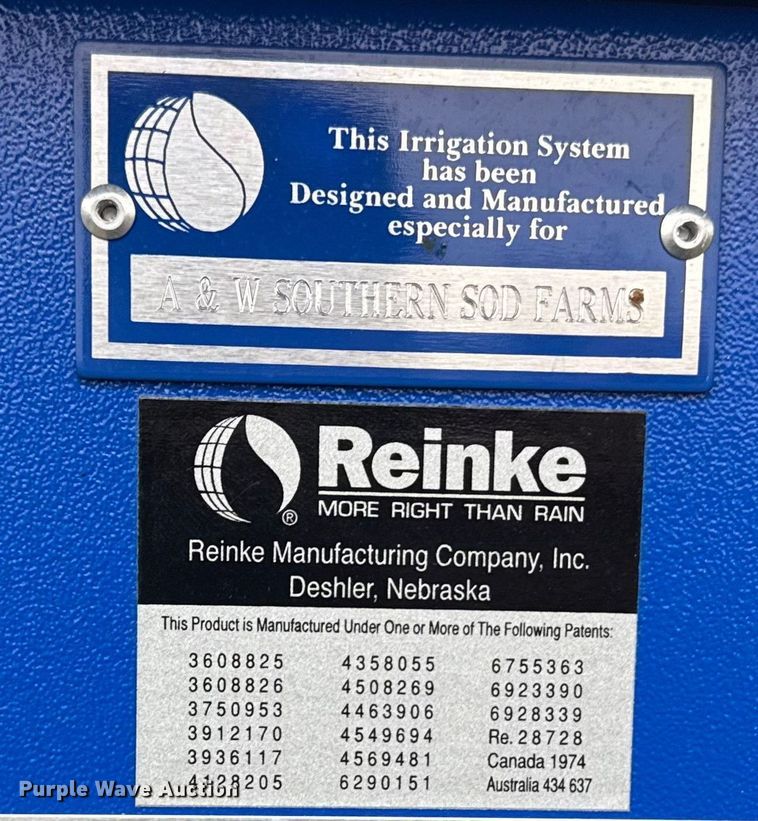 This Irrigation System
has been
Designed and Manufactured
especially for
A & W SOUTHERN SOD FARMS
Reinke
®
MORE RIGHT THAN RAIN
Reinke Manufacturing Company, Inc.
Deshler, Nebraska
This Product is Manufactured Under One or More of The Following Patents:
3608825 4358055 6755363
3608826 4508269 6923390
3750953 4463906 6928339
3912170 4549694 Re. 28728
3936117 4569481 Canada 1974
4128205 6290151 Australia 434 637
Purple Wave Auction